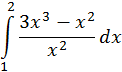 ∫₁² (3x³ − x²)/x² dx